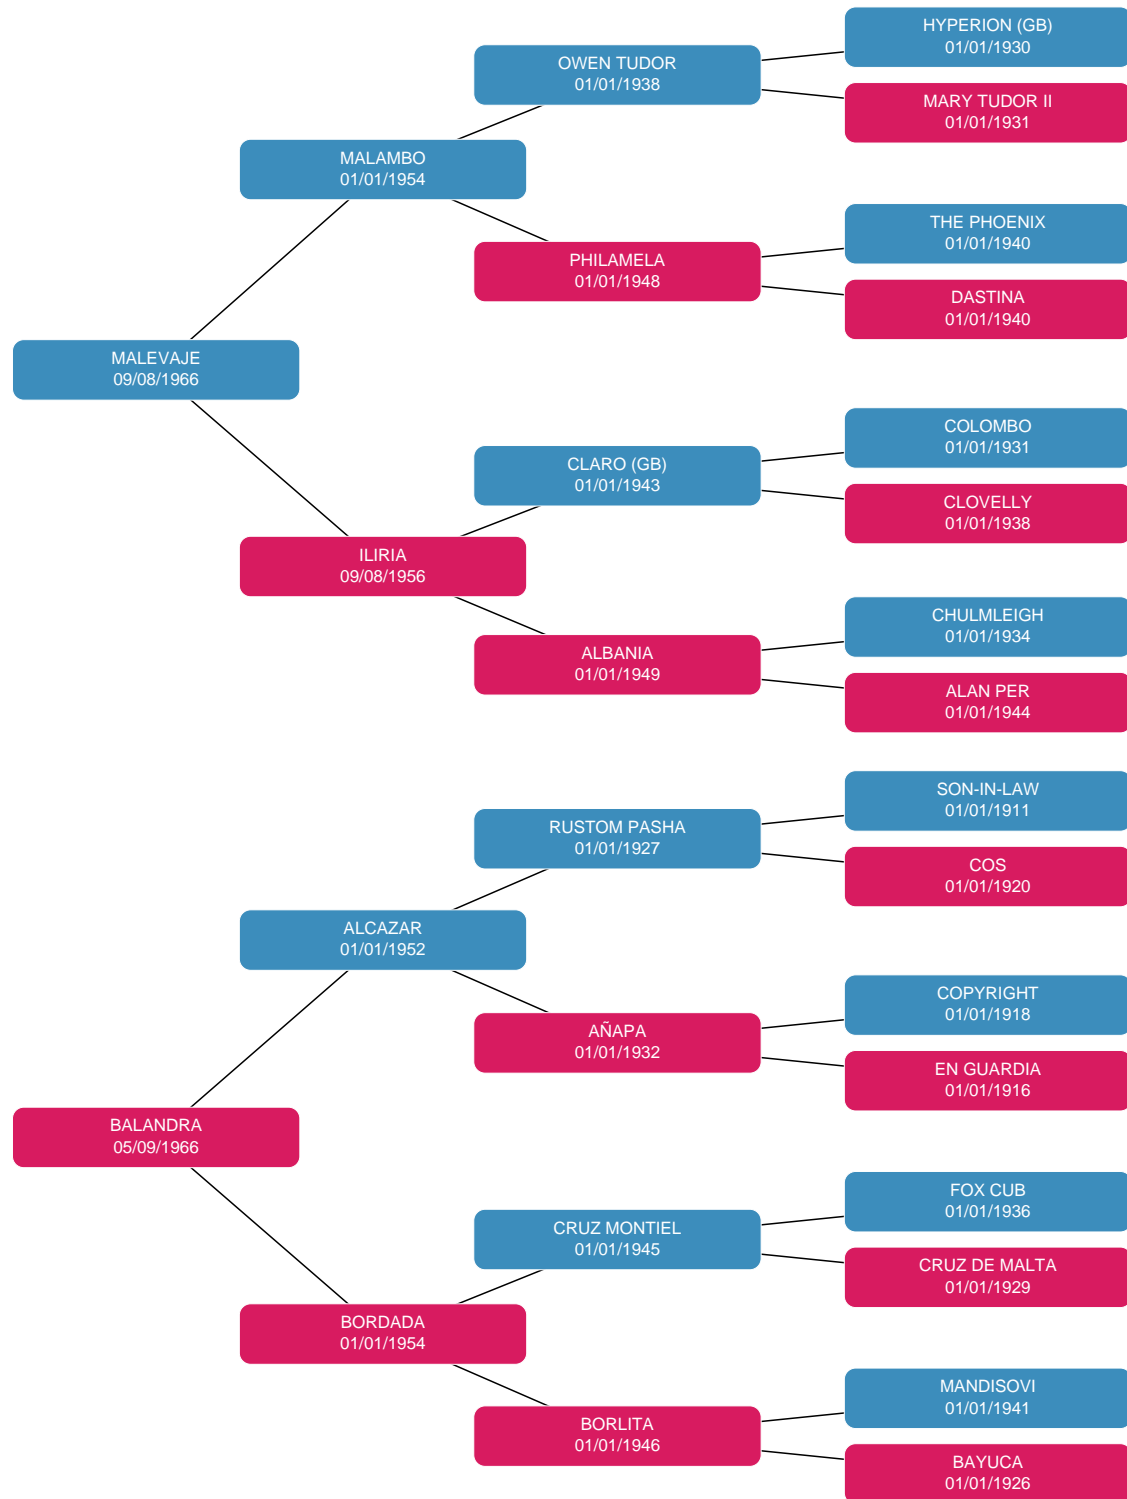 HYPERION (GB)
01/01/1930
OWEN TUDOR
01/01/1938
MARY TUDOR II
01/01/1931
MALAMBO
01/01/1954
THE PHOENIX
01/01/1940
PHILAMELA
01/01/1948
DASTINA
01/01/1940
MALEVAJE
09/08/1966
COLOMBO
01/01/1931
CLARO (GB)
01/01/1943
CLOVELLY
01/01/1938
ILIRIA
09/08/1956
CHULMLEIGH
01/01/1934
ALBANIA
01/01/1949
ALAN PER
01/01/1944
SON-IN-LAW
01/01/1911
RUSTOM PASHA
01/01/1927
COS
01/01/1920
ALCAZAR
01/01/1952
COPYRIGHT
01/01/1918
AÑAPA
01/01/1932
EN GUARDIA
01/01/1916
BALANDRA
05/09/1966
FOX CUB
01/01/1936
CRUZ MONTIEL
01/01/1945
CRUZ DE MALTA
01/01/1929
BORDADA
01/01/1954
MANDISOVI
01/01/1941
BORLITA
01/01/1946
BAYUCA
01/01/1926